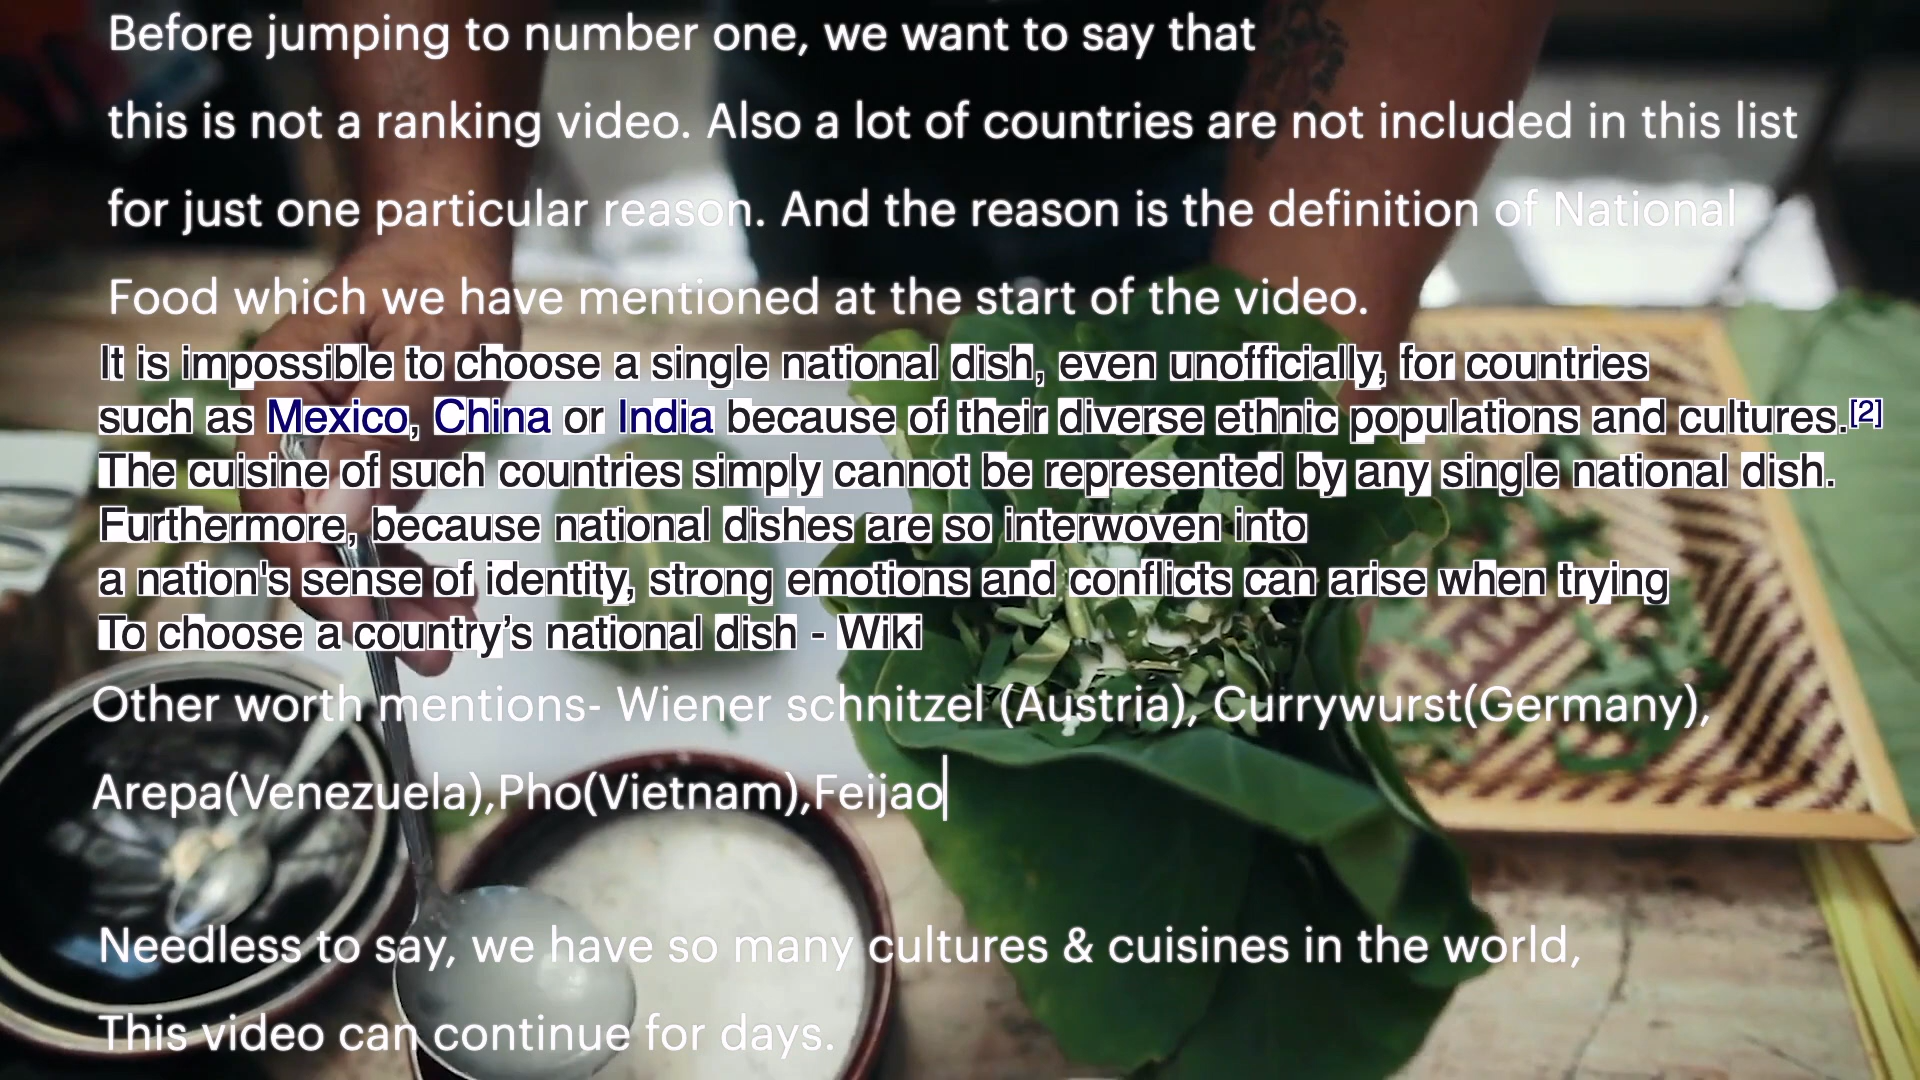 Before jumping to number one, we want to say that
this is not a ranking video. Also a lot of countries are not included in this list
for just one particular reason. And the reason is the definition of National
Food which we have mentioned at the start of the video.
It is impossible to choose a single national dish, even unofficially, for countries
such as Mexico, China or India because of their diverse ethnic populations and cultures.[2]
The cuisine of such countries simply cannot be represented by any single national dish.
Furthermore, because national dishes are so interwoven into
a nation's sense of identity, strong emotions and conflicts can arise when trying
To choose a country’s national dish - Wiki
Other worth mentions- Wiener schnitzel (Austria), Currywurst(Germany),
Arepa(Venezuela),Pho(Vietnam),Feijao
Needless to say, we have so many cultures & cuisines in the world,
This video can continue for days.